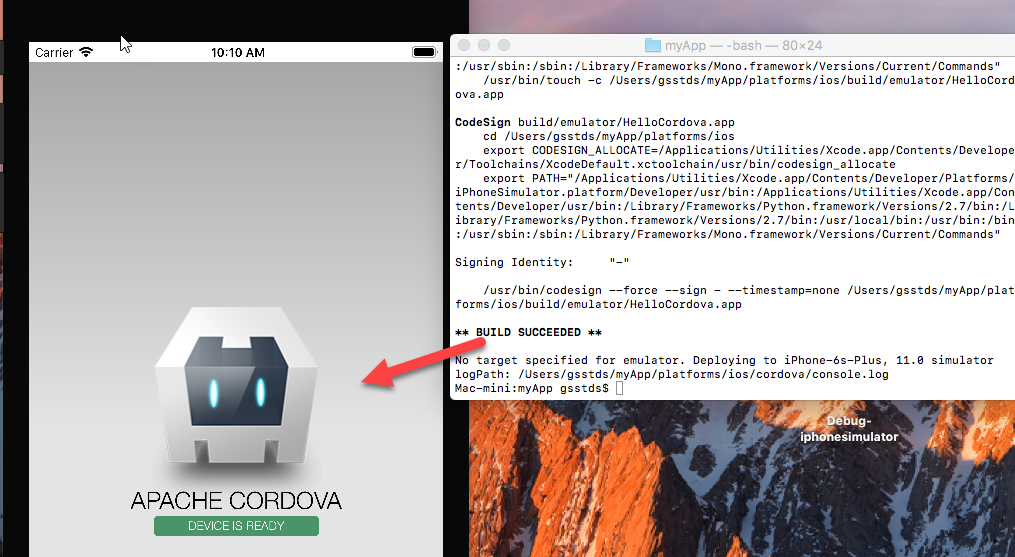 Carrier 10:10 AM
APACHE CORDOVA
DEVICE IS READY
myApp — -bash — 80×24
:/usr/sbin:/sbin:/Library/Frameworks/Mono.framework/Versions/Current/Commands"
/usr/bin/touch -c /Users/gsstds/myApp/platforms/ios/build/emulator/HelloCord
ova.app
CodeSign build/emulator/HelloCordova.app
cd /Users/gsstds/myApp/platforms/ios
export CODESIGN_ALLOCATE=/Applications/Utilities/Xcode.app/Contents/Develope
r/Toolchains/XcodeDefault.xctoolchain/usr/bin/codesign_allocate
export PATH="/Applications/Utilities/Xcode.app/Contents/Developer/Platforms/
iPhoneSimulator.platform/Developer/usr/bin:/Applications/Utilities/Xcode.app/Con
tents/Developer/usr/bin:/Library/Frameworks/Python.framework/Versions/2.7/bin:/L
ibrary/Frameworks/Python.framework/Versions/2.7/bin:/usr/local/bin:/usr/bin:/bin
:/usr/sbin:/sbin:/Library/Frameworks/Mono.framework/Versions/Current/Commands"
Signing Identity: "-"
/usr/bin/codesign --force --sign - --timestamp=none /Users/gsstds/myApp/plat
forms/ios/build/emulator/HelloCordova.app
** BUILD SUCCEEDED **
No target specified for emulator. Deploying to iPhone-6s-Plus, 11.0 simulator
logPath: /Users/gsstds/myApp/platforms/ios/cordova/console.log
Mac-mini:myApp gsstds$
Debug-
iphonesimulator